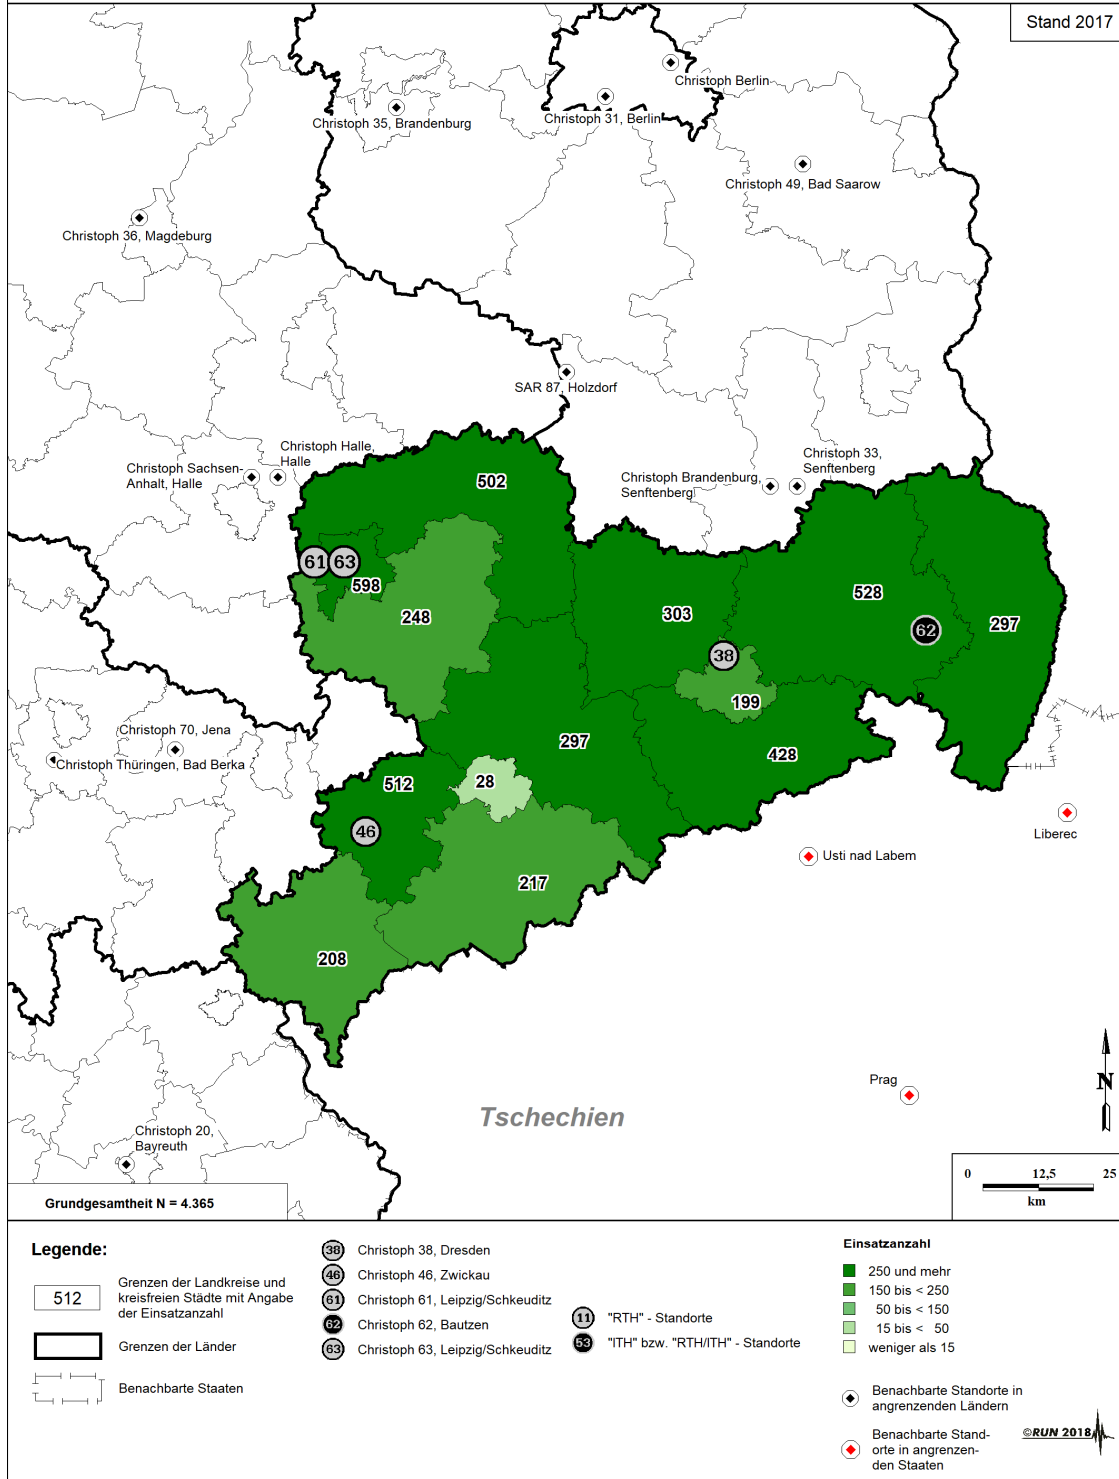 Stand 2017
Christoph Berlin
Christoph 31, Berlin
Christoph 35, Brandenburg
Christoph 49, Bad Saarow
Christoph 36, Magdeburg
SAR 87, Holzdorf
Christoph Halle,
Halle
Christoph Sachsen-
Anhalt, Halle
Christoph 33,
Senftenberg
Christoph Brandenburg,
Senftenberg
502
61
63
598
248
303
528
297
62
38
199
428
297
Christoph 70, Jena
Christoph Thüringen, Bad Berka
512
28
46
217
208
Liberec
Usti nad Labem
Prag
Tschechien
N
Christoph 20,
Bayreuth
0 12,5 25
km
Grundgesamtheit N = 4.365
Legende:
512
Grenzen der Landkreise und
kreisfreien Städte mit Angabe
der Einsatzanzahl
Grenzen der Länder
Benachbarte Staaten
38 Christoph 38, Dresden
46 Christoph 46, Zwickau
61 Christoph 61, Leipzig/Schkeuditz
62 Christoph 62, Bautzen
63 Christoph 63, Leipzig/Schkeuditz
11 "RTH" - Standorte
53 "ITH" bzw. "RTH/ITH" - Standorte
Einsatzanzahl
250 und mehr
150 bis < 250
50 bis < 150
15 bis < 50
weniger als 15
Benachbarte Standorte in
angrenzenden Ländern
Benachbarte Stand-
orte in angrenzen-
den Staaten
©RUN 2018